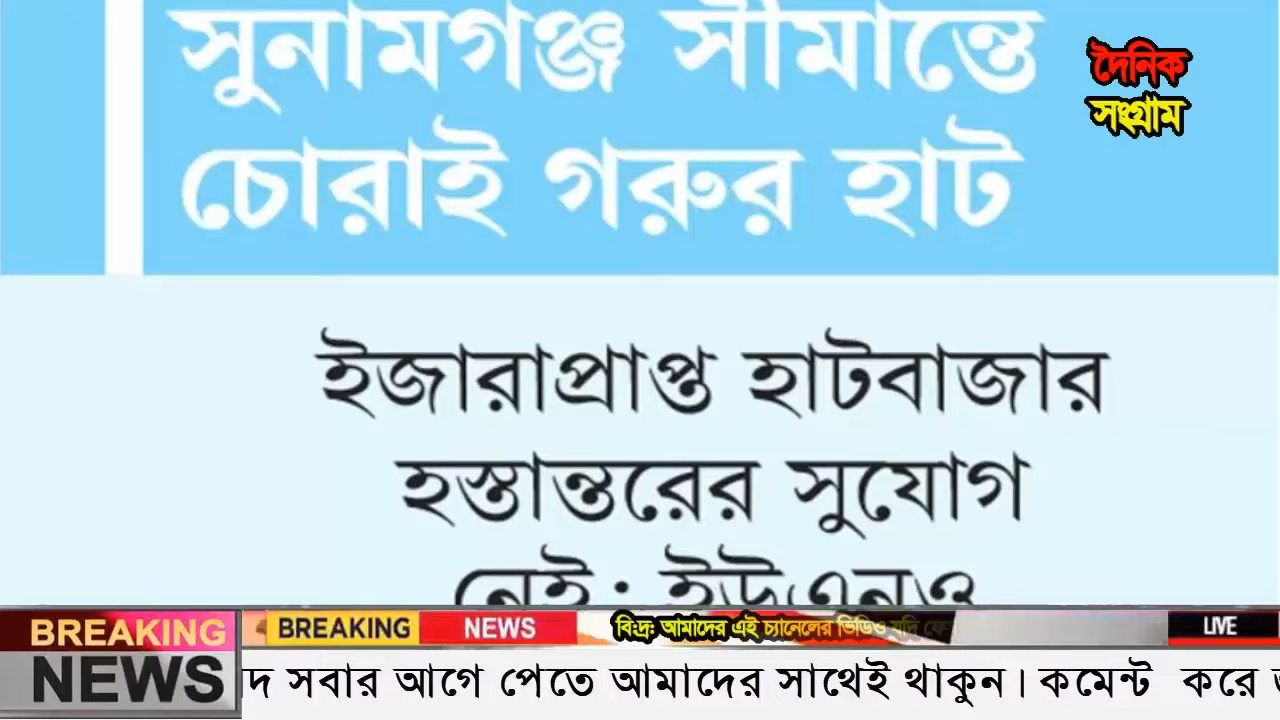 সুনামগঞ্জ সীমান্তে
চোরাই গরুর হাট
দৈনিক
সংগ্রাম
ইজারাপ্রাপ্ত হাটবাজার
হস্তান্তরের সুযোগ
নেই: ইউএনও
BREAKING
NEWS
BREAKING NEWS
বি:দ্র: আমাদের এই চ্যানেলের ভিডিও যদি
LIVE
সবার আগে পেতে আমাদের সাথেই থাকুন। কমেন্ট করে